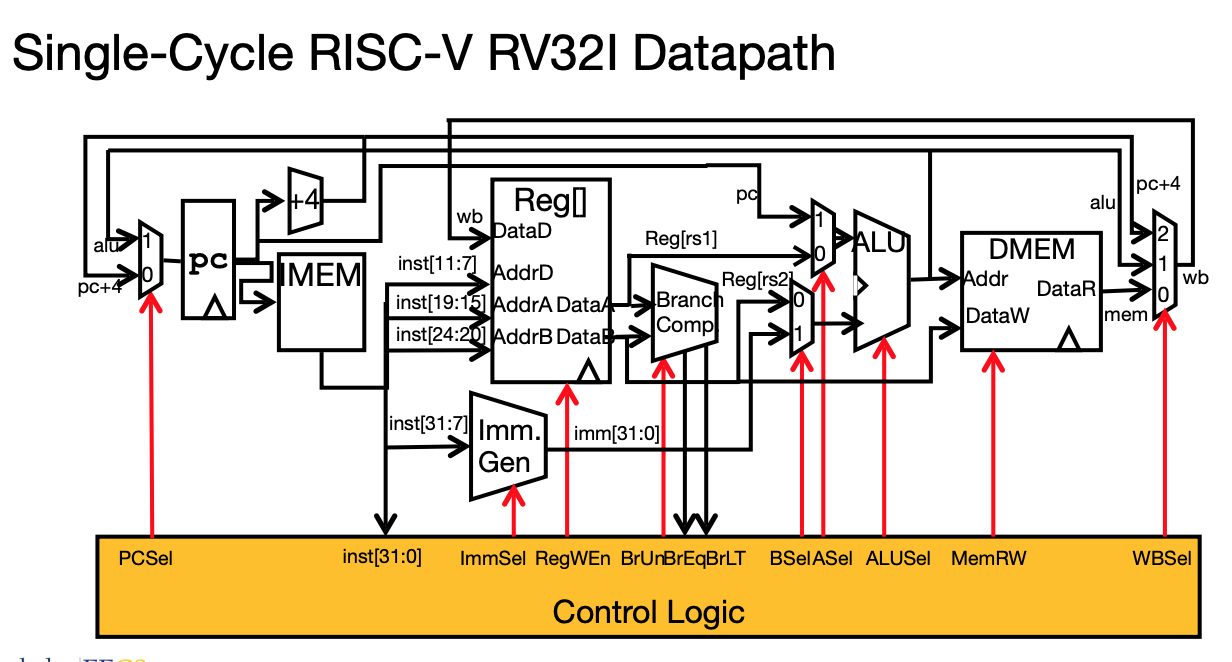 Single-Cycle RISC-V RV32I Datapath
alu
pc+4
1
0
pc
+4
IMEM
wb
Reg[]
DataD
inst[11:7]
AddrD
inst[19:15]
AddrA DataA
inst[24:20]
AddrB DataB
Reg[rs1]
Branch
Comp.
Reg[rs2]
pc
1
0
0
1
ALU
DMEM
Addr
DataR
DataW
mem
alu
pc+4
2
1
0
wb
inst[31:7]
Imm.
Gen
imm[31:0]
PCSel
inst[31:0]
ImmSel
RegWEn
BrUn
BrEq
BrLT
BSel
ASel
ALUSel
MemRW
WBSel
Control Logic